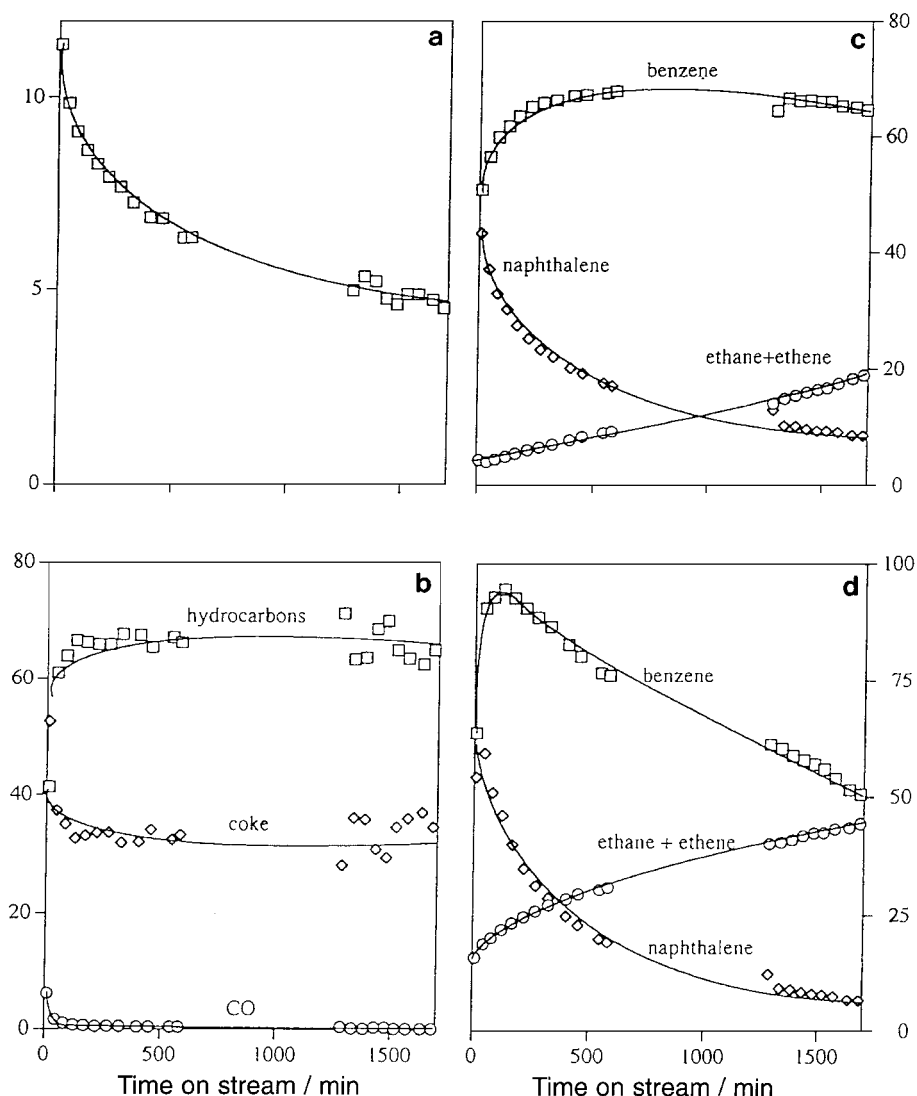 a
10
5
0
c
80
60
40
20
0
benzene
naphthalene
ethane+ethene
b
80
60
40
20
0
hydrocarbons
coke
CO
0 500 1000 1500
Time on stream / min
d
100
75
50
25
0
benzene
ethane + ethene
naphthalene
0 500 1000 1500
Time on stream / min